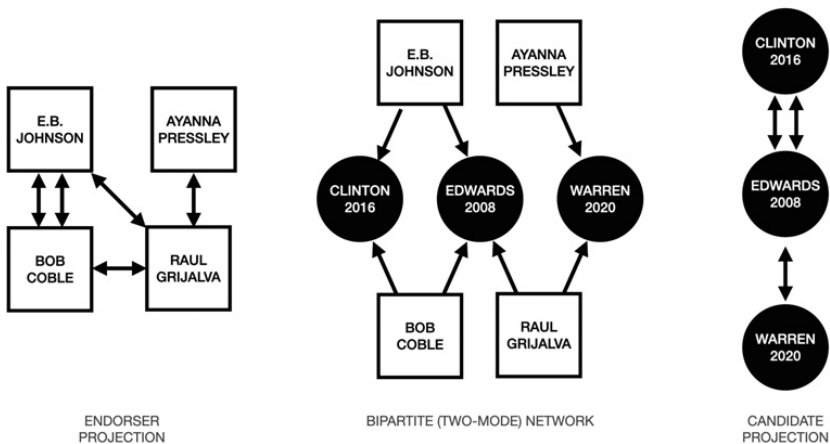 E.B.
JOHNSON
AYANNA
PRESSLEY
BOB
COBLE
RAUL
GRIJALVA
ENDORSER
PROJECTION
E.B.
JOHNSON
AYANNA
PRESSLEY
CLINTON
2016
EDWARDS
2008
WARREN
2020
BOB
COBLE
RAUL
GRIJALVA
BIPARTITE (TWO-MODE) NETWORK
CLINTON
2016
EDWARDS
2008
WARREN
2020
CANDIDATE
PROJECTION